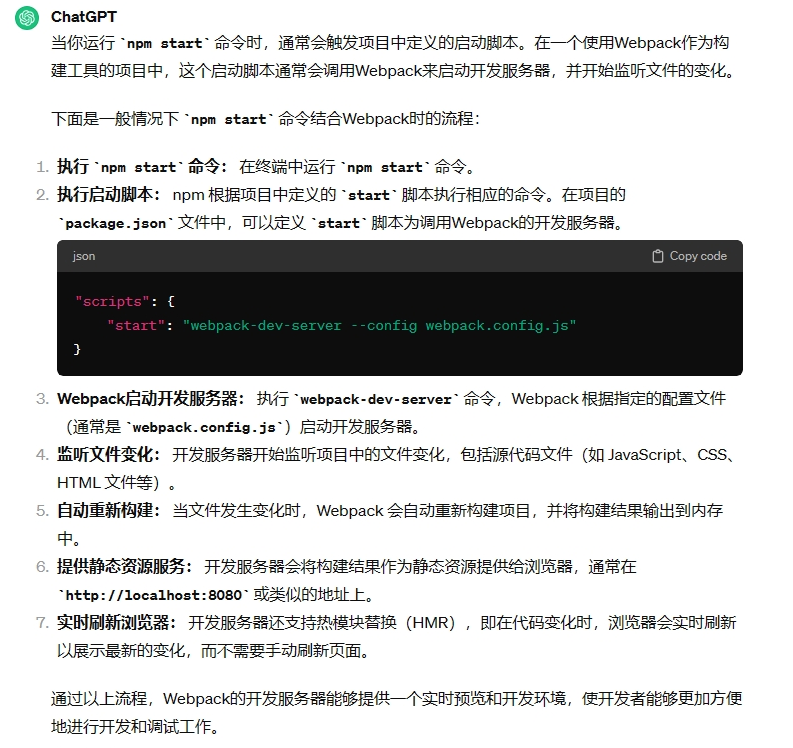 ChatGPT
当你运行 `npm start` 命令时，通常会触发项目中定义的启动脚本。在一个使用Webpack作为构
建工具的项目中，这个启动脚本通常会调用Webpack来启动开发服务器，并开始监听文件的变化。
下面是一般情况下 `npm start` 命令结合Webpack时的流程：
1. 执行 `npm start` 命令： 在终端中运行 `npm start` 命令。
2. 执行启动脚本： npm 根据项目中定义的 `start` 脚本执行相应的命令。在项目的
`package.json` 文件中，可以定义 `start` 脚本为调用Webpack的开发服务器。
json Copy code
"scripts": {
"start": "webpack-dev-server --config webpack.config.js"
}
3. Webpack启动开发服务器： 执行 `webpack-dev-server` 命令，Webpack 根据指定的配置文件
（通常是 `webpack.config.js`）启动开发服务器。
4. 监听文件变化： 开发服务器开始监听项目中的文件变化，包括源代码文件（如 JavaScript、CSS、
HTML 文件等）。
5. 自动重新构建： 当文件发生变化时，Webpack 会自动重新构建项目，并将构建结果输出到内存
中。
6. 提供静态资源服务： 开发服务器会将构建结果作为静态资源提供给浏览器，通常在
`http://localhost:8080` 或类似的地址上。
7. 实时刷新浏览器： 开发服务器还支持热模块替换（HMR），即在代码变化时，浏览器会实时刷新
以展示最新的变化，而不需要手动刷新页面。
通过以上流程，Webpack的开发服务器能够提供一个实时预览和开发环境，使开发者能够更加方便
地进行开发和调试工作。